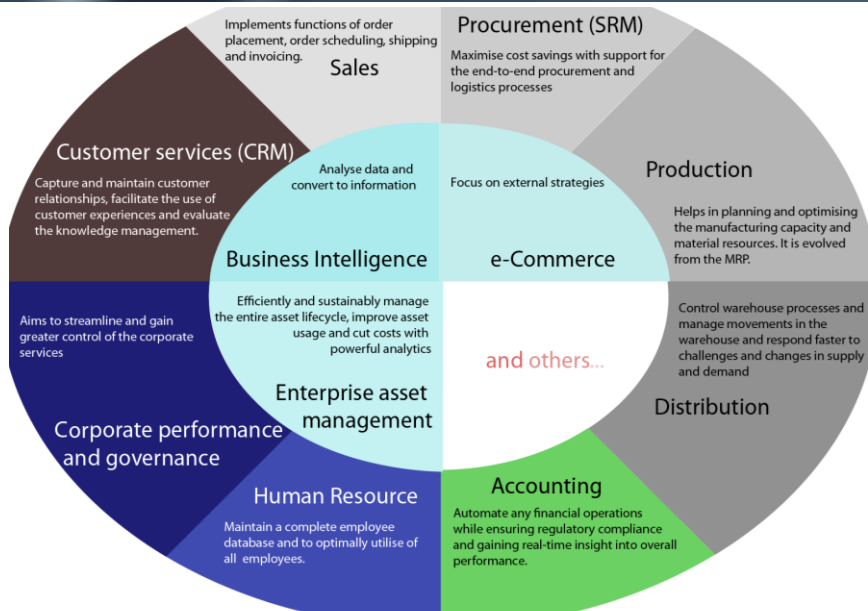 Implements functions of order
placement, order scheduling, shipping
and invoicing.
Sales
Procurement (SRM)
Maximise cost savings with support for
the end-to-end procurement and
logistics processes
Customer services (CRM)
Capture and maintain customer
relationships, facilitate the use of
customer experiences and evaluate
the knowledge management.
Analyse data and
convert to information
Business Intelligence
Focus on external strategies
e-Commerce
Production
Helps in planning and optimising
the manufacturing capacity and
material resources. It is evolved
from the MRP.
Aims to streamline and gain
greater control of the corporate
services
Corporate performance
and governance
Efficiently and sustainably manage
the entire asset lifecycle, improve asset
usage and cut costs with
powerful analytics
Enterprise asset
management
and others...
Control warehouse processes and
manage movements in the
warehouse and respond faster to
challenges and changes in supply
and demand
Distribution
Human Resource
Maintain a complete employee
database and to optimally utilise of
all employees.
Accounting
Automate any financial operations
while ensuring regulatory compliance
and gaining real-time insight into overall
performance.